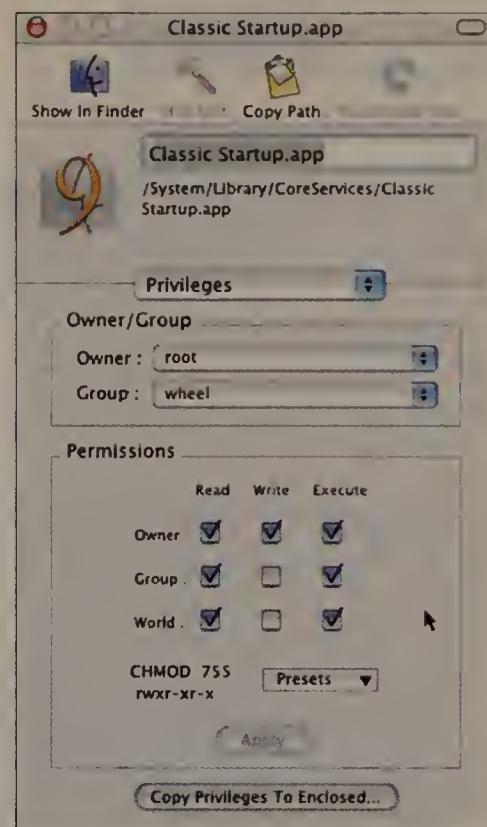 Classic Startup.app
Show In Finder
Copy Path
Classic Startup.app
/System/Library/CoreServices/Classic
Startup.app
Privileges
Owner/Group
Owner : root
Group : wheel
Permissions
Read Write Execute
Owner
Group .
World .
CHMOD 755
rwxr-xr-x
Presets
Apply
Copy Privileges To Enclosed...